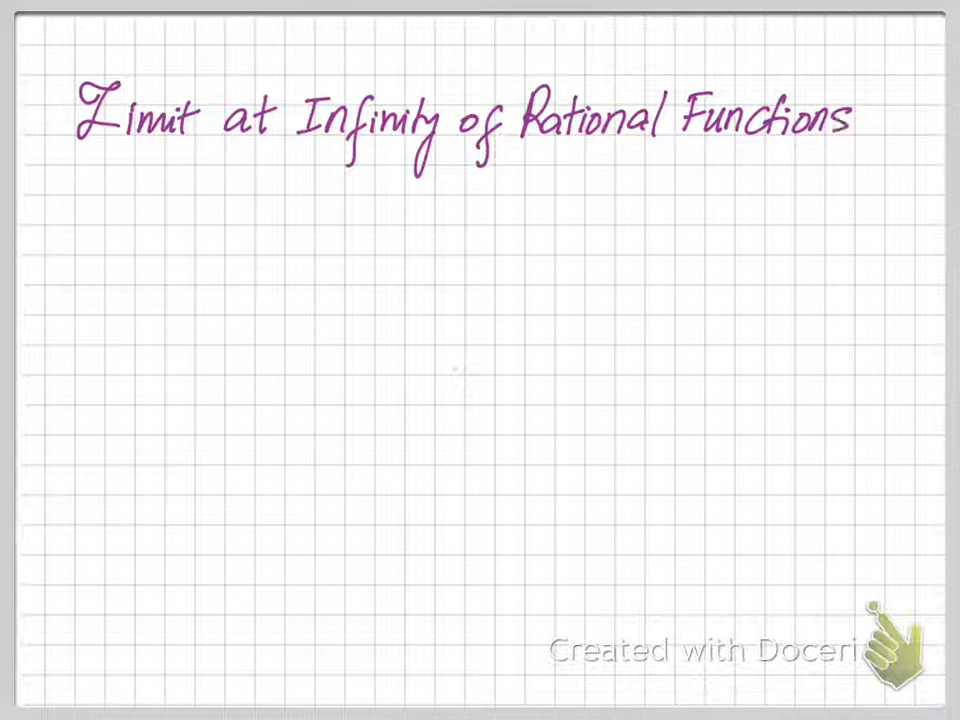 Limit at Infinity of Rational Functions
Created with Doceri